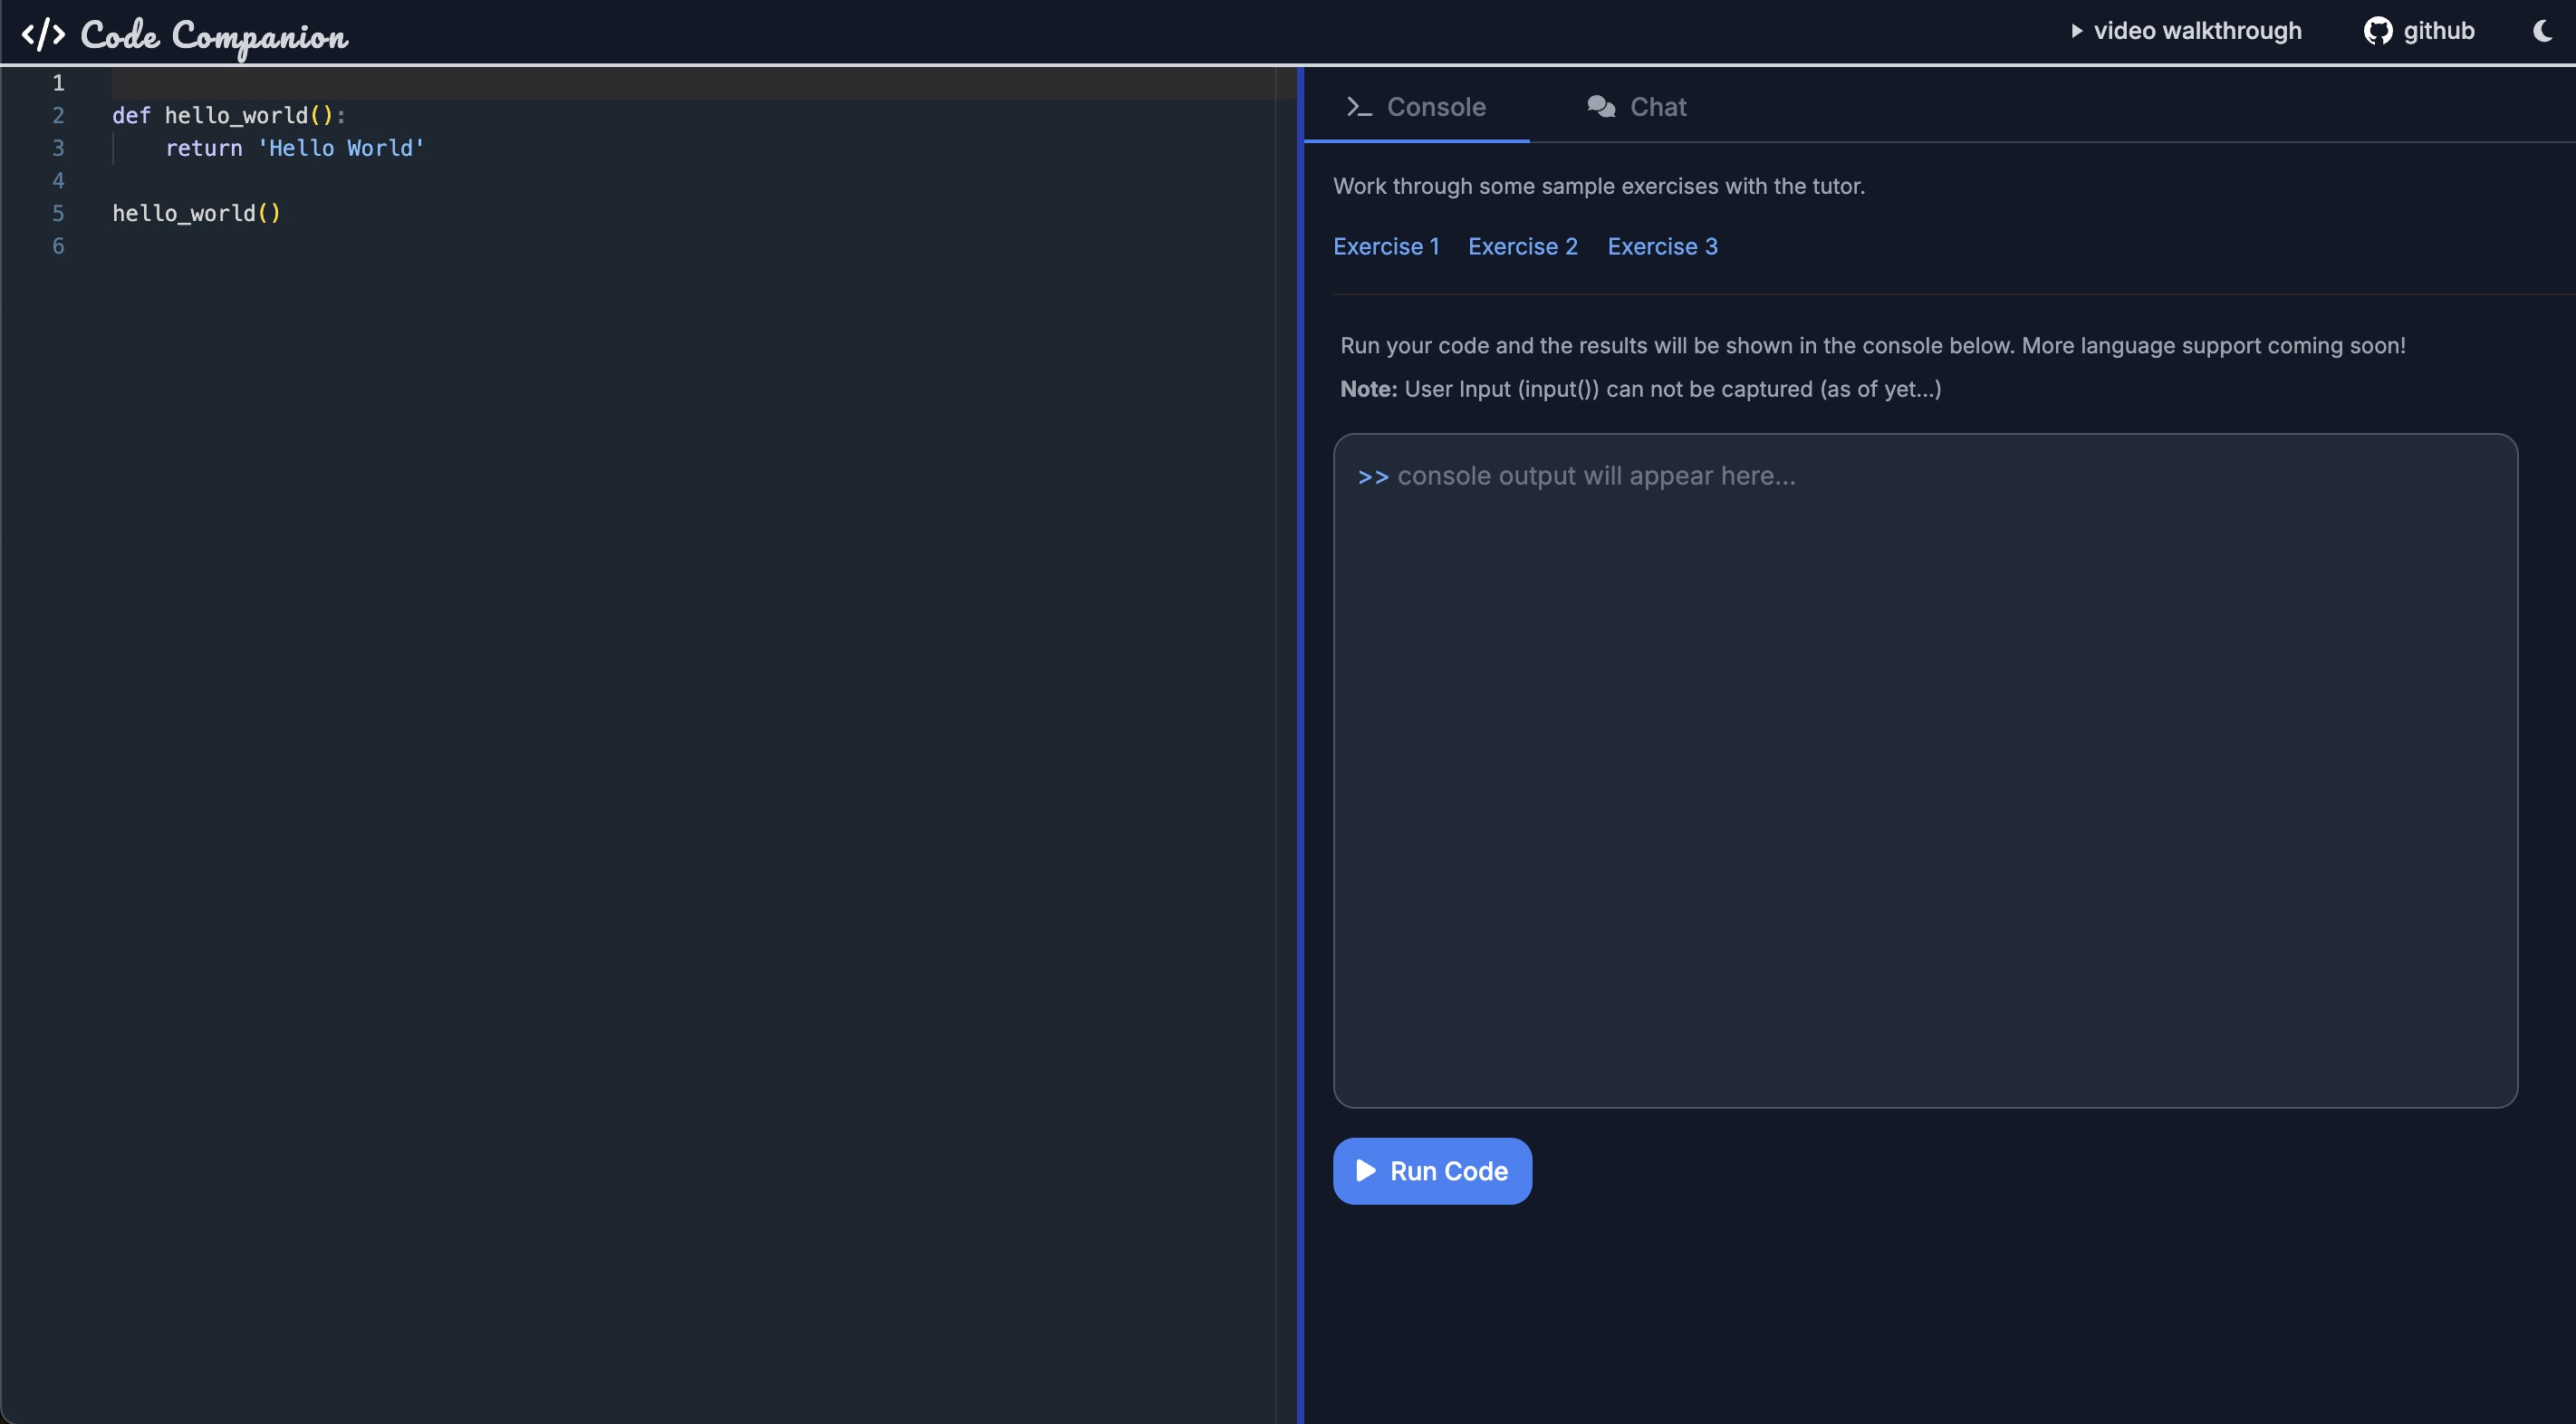 </> Code Companion
video walkthrough
github
1
2 def hello_world():
3     return 'Hello World'
4
5 hello_world()
6
Console
Chat
Work through some sample exercises with the tutor.
Exercise 1 Exercise 2 Exercise 3
Run your code and the results will be shown in the console below. More language support coming soon!
Note: User Input (input()) can not be captured (as of yet...)
>> console output will appear here...
Run Code